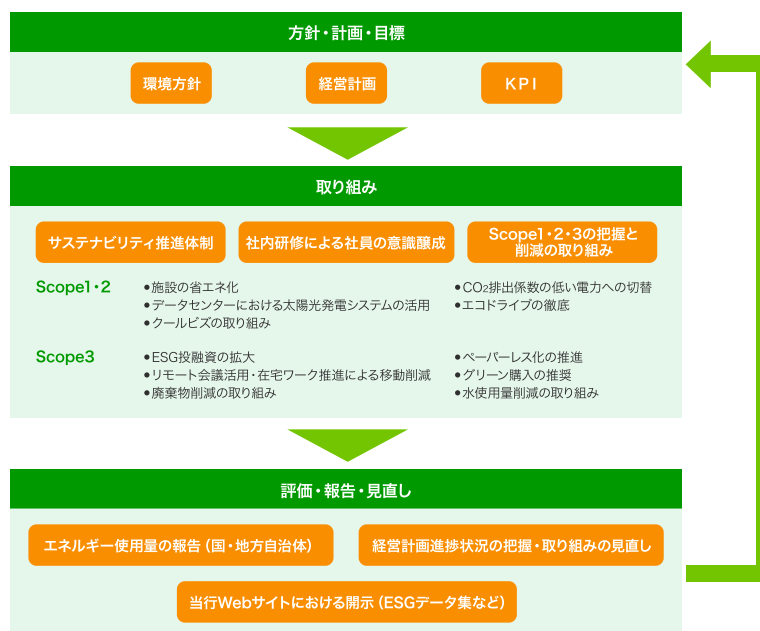 方針・計画・目標
環境方針
経営計画
KPI
取り組み
サステナビリティ推進体制
社内研修による社員の意識醸成
Scope1・2・3の把握と
削減の取り組み
Scope1・2
●施設の省エネ化
●データセンターにおける太陽光発電システムの活用
●クールビズの取り組み
●CO2排出係数の低い電力への切替
●エコドライブの徹底
Scope3
●ESG投融資の拡大
●リモート会議活用・在宅ワーク推進による移動削減
●廃棄物削減の取り組み
●ペーパーレス化の推進
●グリーン購入の推奨
●水使用量削減の取り組み
評価・報告・見直し
エネルギー使用量の報告（国・地方自治体）
経営計画進捗状況の把握・取り組みの見直し
当行Webサイトにおける開示（ESGデータ集など）